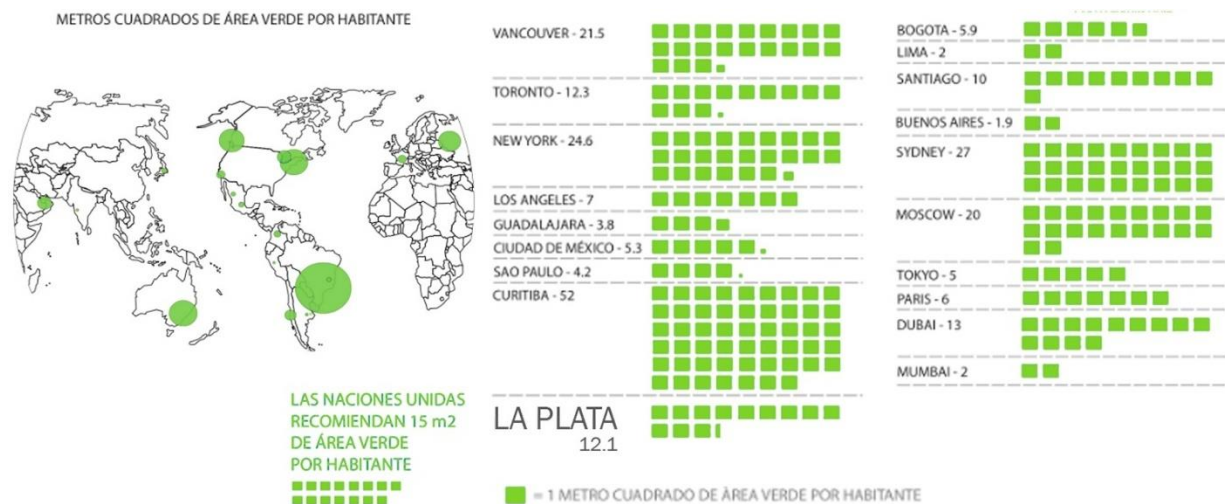 METROS CUADRADOS DE ÁREA VERDE POR HABITANTE
LAS NACIONES UNIDAS
RECOMIENDAN 15 m2
DE ÁREA VERDE
POR HABITANTE
VANCOUVER - 21.5
TORONTO - 12.3
NEW YORK - 24.6
LOS ANGELES - 7
GUADALAJARA - 3.8
CIUDAD DE MÉXICO - 5.3
SAO PAULO - 4.2
CURITIBA - 52
LA PLATA
12.1
BOGOTA - 5.9
LIMA - 2
SANTIAGO - 10
BUENOS AIRES - 1.9
SYDNEY - 27
MOSCOW - 20
TOKYO - 5
PARIS - 6
DUBAI - 13
MUMBAI - 2
= 1 METRO CUADRADO DE ÀREA VERDE POR HABITANTE